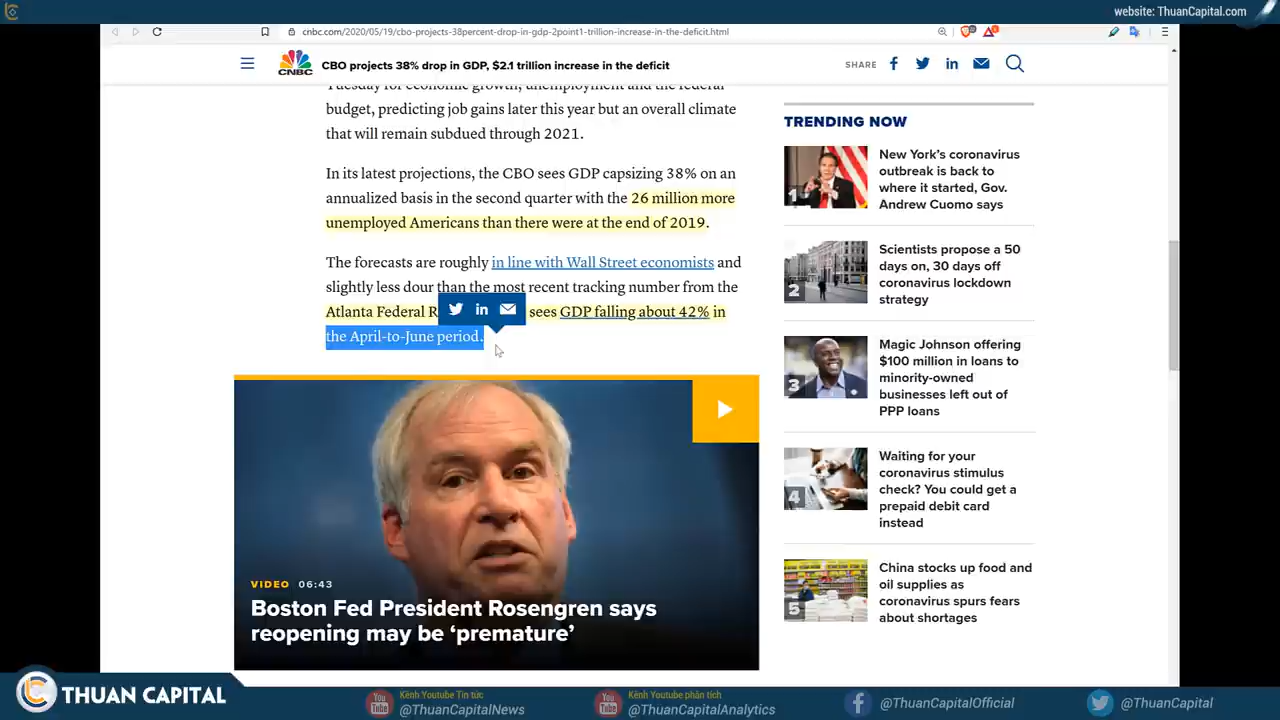 website: ThuanCapital.com
cnbc.com/2020/05/19/cbo-projects-38percent-drop-in-gdp-2point1-trillion-increase-in-the-deficit.html
CNBC
CBO projects 38% drop in GDP, $2.1 trillion increase in the deficit
SHARE
Tuesday for economic growth, unemployment and the federal
budget, predicting job gains later this year but an overall climate
that will remain subdued through 2021.
In its latest projections, the CBO sees GDP capsizing 38% on an
annualized basis in the second quarter with the 26 million more
unemployed Americans than there were at the end of 2019.
The forecasts are roughly in line with Wall Street economists and
slightly less dour than the most recent tracking number from the
Atlanta Federal R sees GDP falling about 42% in
the April-to-June period.
VIDEO 06:43
Boston Fed President Rosengren says
reopening may be ‘premature’
TRENDING NOW
1
New York’s coronavirus
outbreak is back to
where it started, Gov.
Andrew Cuomo says
2
Scientists propose a 50
days on, 30 days off
coronavirus lockdown
strategy
3
Magic Johnson offering
$100 million in loans to
minority-owned
businesses left out of
PPP loans
4
Waiting for your
coronavirus stimulus
check? You could get a
prepaid debit card
instead
5
China stocks up food and
oil supplies as
coronavirus spurs fears
about shortages
THUAN CAPITAL
You Tube
Kênh Youtube Tin tức
@ThuanCapitalNews
You Tube
Kênh Youtube phân tích
@ThuanCapitalAnalytics
@ThuanCapitalOfficial
@ThuanCapital